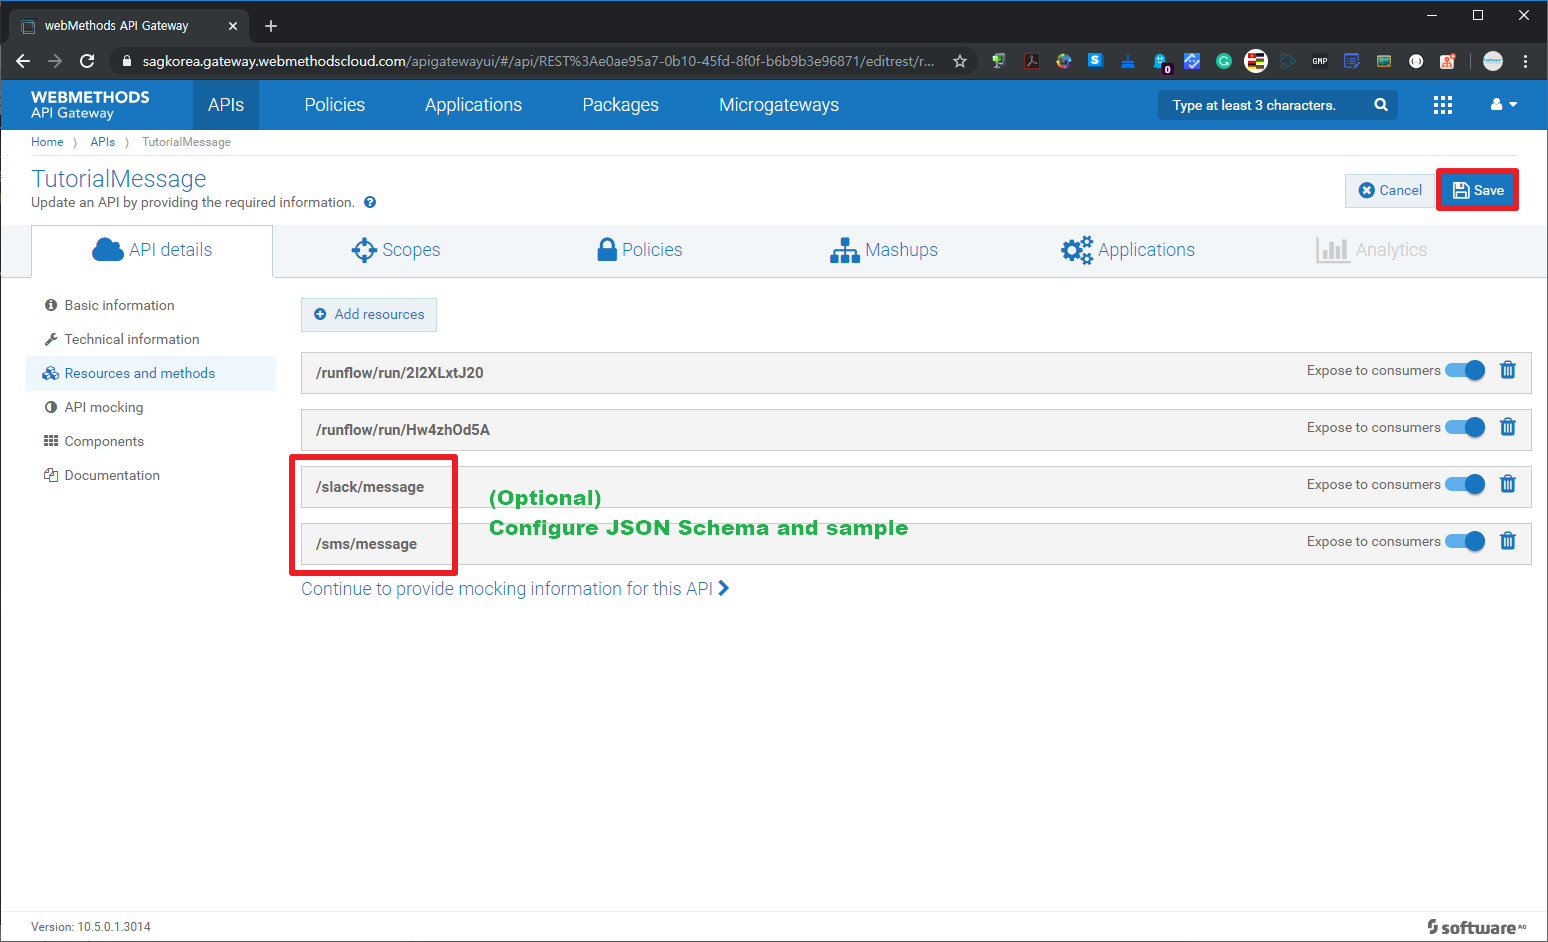 webMethods API Gateway
sagkorea.gateway.webmethodscloud.com/apigatewayui/#/api/REST%3Ae0ae95a7-0b10-45fd-8f0f-b6b9b3e96871/editrest/r...
S
0
G
GMP
WEBMETHODS
API Gateway
APIs
Policies
Applications
Packages
Microgateways
Type at least 3 characters.
Home
APIs
TutorialMessage
TutorialMessage
Update an API by providing the required information.
Cancel
Save
API details
Scopes
Policies
Mashups
Applications
Analytics
Basic information
Technical information
Resources and methods
API mocking
Components
Documentation
Add resources
/runflow/run/2I2XLxtJ20
Expose to consumers
/runflow/run/Hw4zhOd5A
Expose to consumers
/slack/message
Expose to consumers
(Optional)
Configure JSON Schema and sample
/sms/message
Expose to consumers
Continue to provide mocking information for this API
Version: 10.5.0.1.3014
software AG